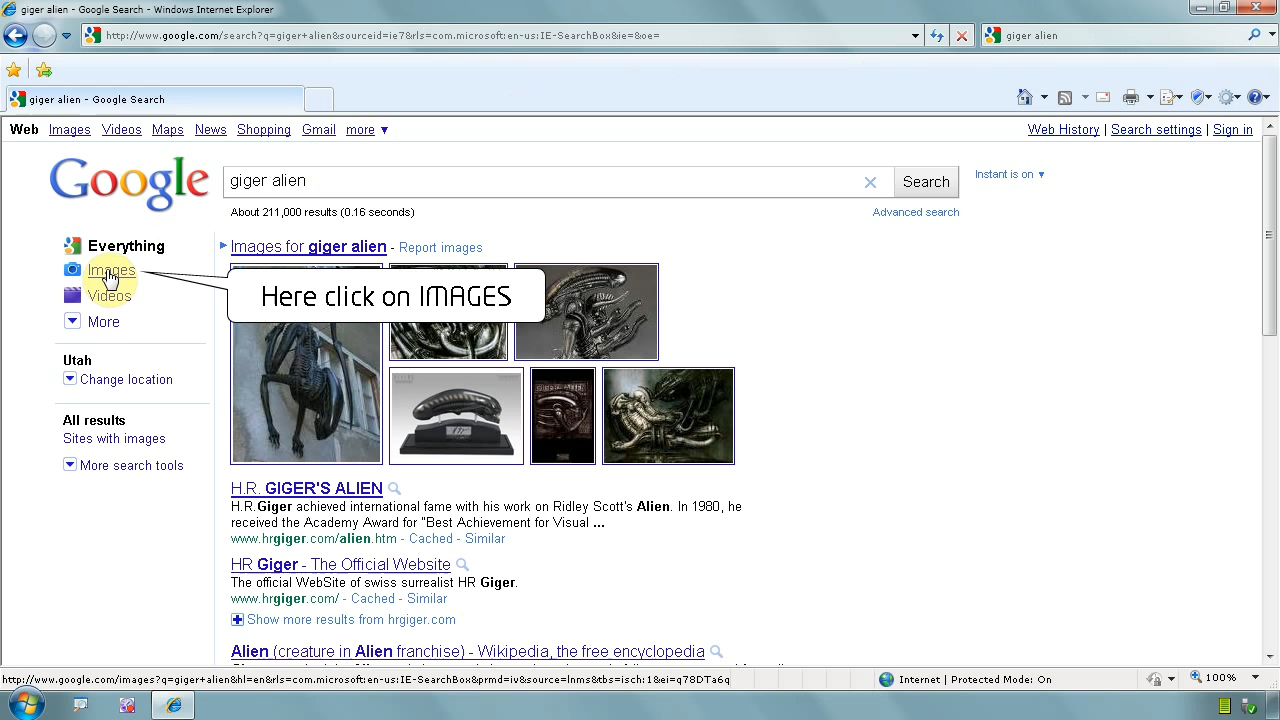 giger alien - Google Search - Windows Internet Explorer
http://www.google.com/search?q=giger+alien&sourceid=ie7&rls=com.microsoft:en-us:IE-SearchBox&ie=&oe=
giger alien
giger alien - Google Search
Web Images Videos Maps News Shopping Gmail more ▼
Web History | Search settings | Sign in
Google
giger alien
Search
Instant is on ▼
About 211,000 results (0.16 seconds)
Advanced search
Everything
Images
Videos
More
Utah
Change location
All results
Sites with images
More search tools
Images for giger alien - Report images
Here click on IMAGES
H.R. GIGER'S ALIEN
H.R.Giger achieved international fame with his work on Ridley Scott's Alien. In 1980, he
received the Academy Award for "Best Achievement for Visual ...
www.hrgiger.com/alien.htm - Cached - Similar
HR Giger - The Official Website
The official WebSite of swiss surrealist HR Giger.
www.hrgiger.com/ - Cached - Similar
Show more results from hrgiger.com
Alien (creature in Alien franchise) - Wikipedia, the free encyclopedia
http://www.google.com/images?q=giger+alien&hl=en&rls=com.microsoft:en-us:IE-SearchBox&prmd=iv&source=lnms&tbs=isch:1&ei=q78DTa6q
Internet | Protected Mode: On
100%